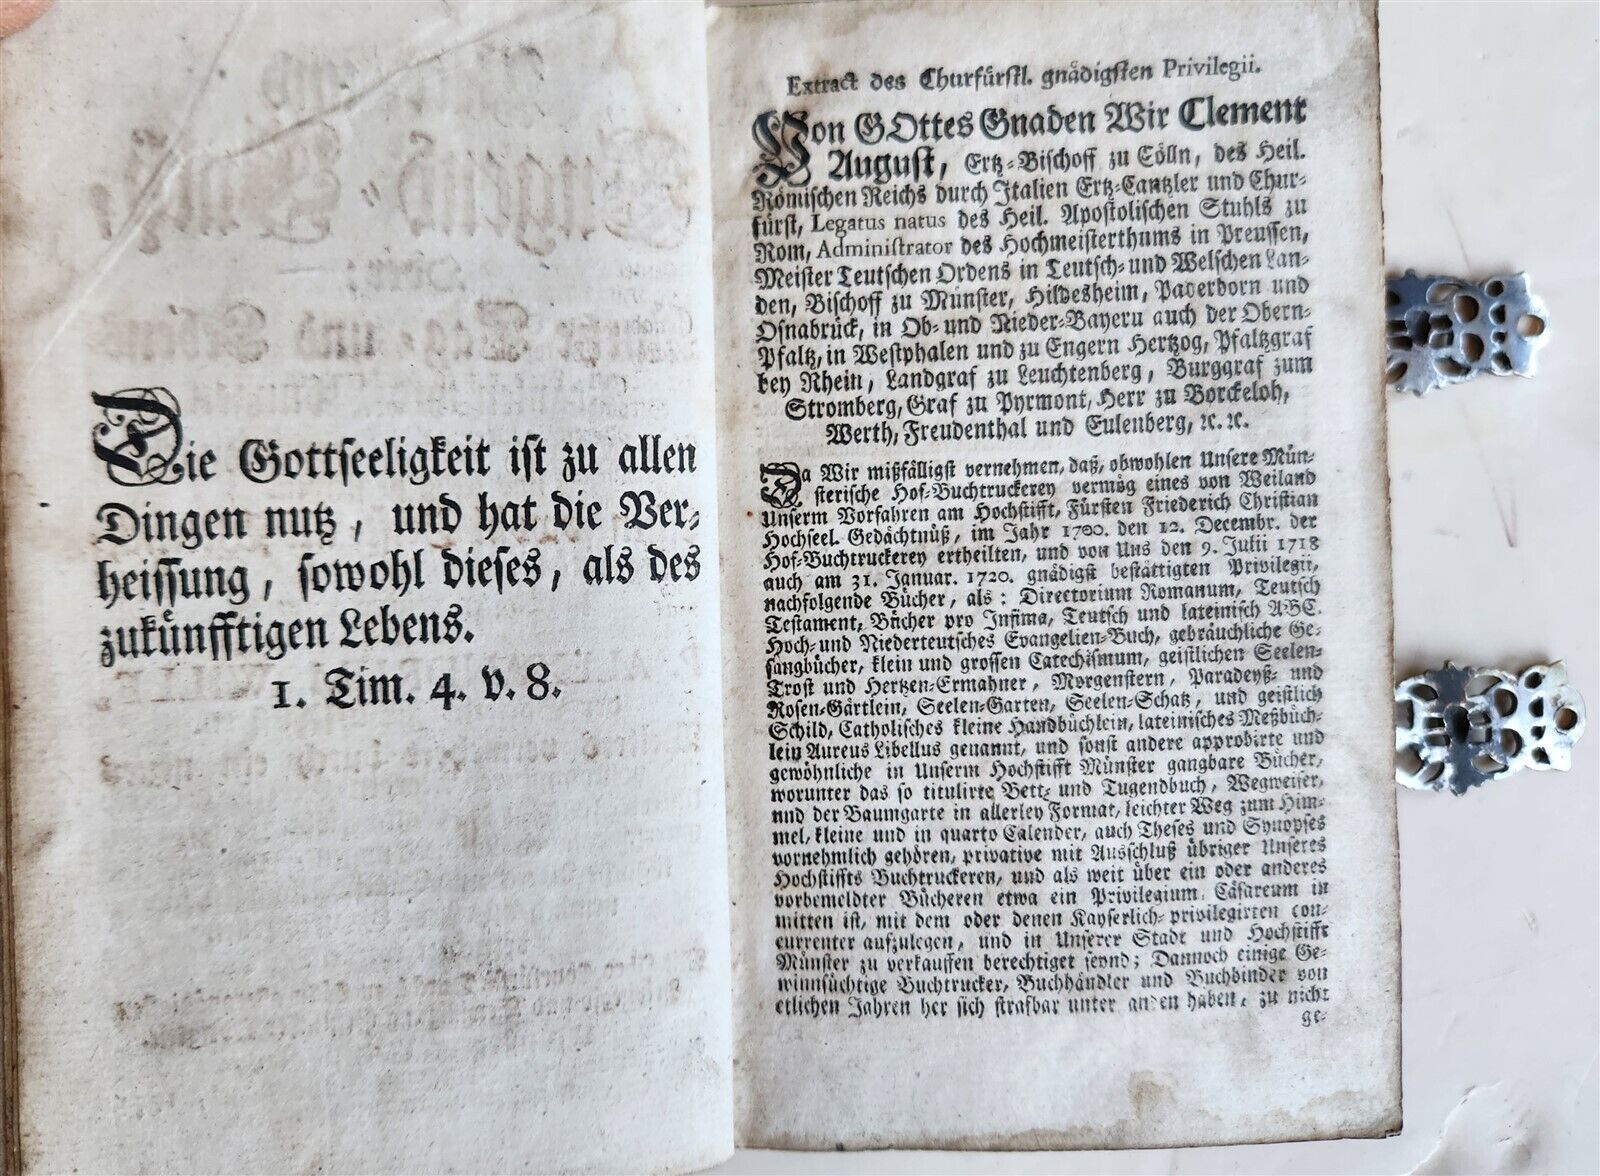 Die Gottseeligkeit ist zu allen
Dingen nutz, und hat die Ver-
heissung, sowohl dieses, als des
zukünfftigen Lebens.
1. Tim. 4. v. 8.
Extract des Churfürstl. gnädigsten Privilegii.
Von GOttes Gnaden Wir Clement
August, Ertz-Bischoff zu Cölln, des Heil.
Römischen Reichs durch Italien Ertz-Cantzler und Chur-
fürst, Legatus natus des Heil. Apostolischen Stuhls zu
Rom, Administrator des Hochmeisterthums in Preussen,
Meister Teutschen Ordens in Teutsch- und Welschen Lan-
den, Bischoff zu Münster, Hildesheim, Paderborn und
Osnabrück, in Ob- und Nieder-Bayern auch der Obern-
Pfaltz, in Westphalen und zu Engern Hertzog, Pfaltzgraf
bey Rhein, Landgraf zu Leuchtenberg, Burggraf zum
Stromberg, Graf zu Pyrmont, Herr zu Borckeloh,
Werth, Freudenthal und Eulenberg, ꝛc. ꝛc.
Da Wir mißfälligst vernehmen, daß, obwohlen Unsere Mün-
sterische Hof-Buchtruckerey vermög eines von Weiland
Unserm Vorfahren am Hochstifft, Fürsten Friederich Christian
Hochseel. Gedächtnüß, im Jahr 1700. den 12. Decembr. der
Hof-Buchtruckerey ertheilten, und von Uns den 9. Julii 1718
auch am 31. Januar. 1720. gnädigst bestättigten Privilegii,
nachfolgende Bücher, als: Directorium Romanum, Teutsch
Testament, Bücher pro Infima, Teutsch und lateinisch ABC.
Hoch- und Niederteutsches Evangelien-Buch, gebräuchliche Ge-
sangbücher, klein und grossen Catechismum, geistlichen Seelen-
Trost und Hertzen-Ermahner, Morgenstern, Paradeyß- und
Rosen-Gärtlein, Seelen-Garten, Seelen-Schatz, und geistlich
Schild, Catholisches kleine Handbüchlein, lateinisches Meßbüch-
lein Aureus Libellus genannt, und sonst andere approbirte und
gewöhnliche in Unserm Hochstifft Münster gangbare Bücher,
worunter das so titulirte Bett- und Tugendbuch, Wegweiser,
und der Baumgarte in allerley Format, leichter Weg zum Him-
mel, kleine und in quarto Calender, auch Theses und Synopses
vornehmlich gehören, privative mit Ausschluß übriger Unseres
Hochstiffts Buchtruckeren, und als weit über ein oder anderes
vorbemeldter Bücheren etwa ein Privilegium Cäsareum in
mitten ist, mit dem oder denen Kayserlich-privilegirten con-
currenter aufzulegen, und in Unserer Stadt und Hochstifft
Münster zu verkauffen berechtiget seynd; Dannoch einige Ge-
winnsüchtige Buchtrucker, Buchhändler und Buchbinder von
etlichen Jahren her sich strafbar unter anden haben, zu nicht
ge-